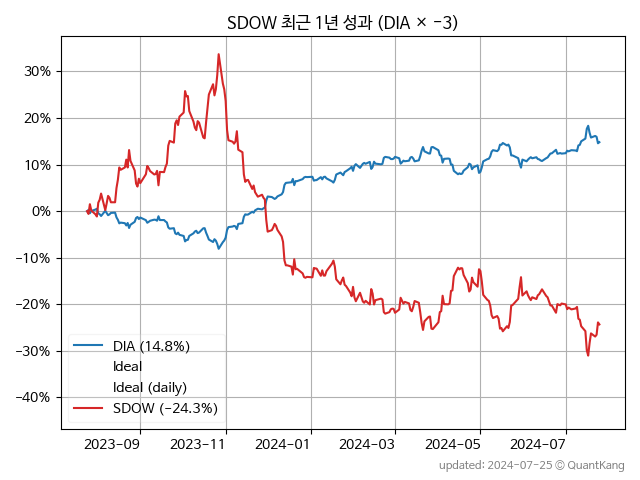 SDOW 최근 1년 성과 (DIA × −3)
30%
20%
10%
0%
−10%
−20%
−30%
−40%
DIA (14.8%)
Ideal
Ideal (daily)
SDOW (−24.3%)
2023−09
2023−11
2024−01
2024−03
2024−05
2024−07
updated: 2024-07-25 © QuantKang